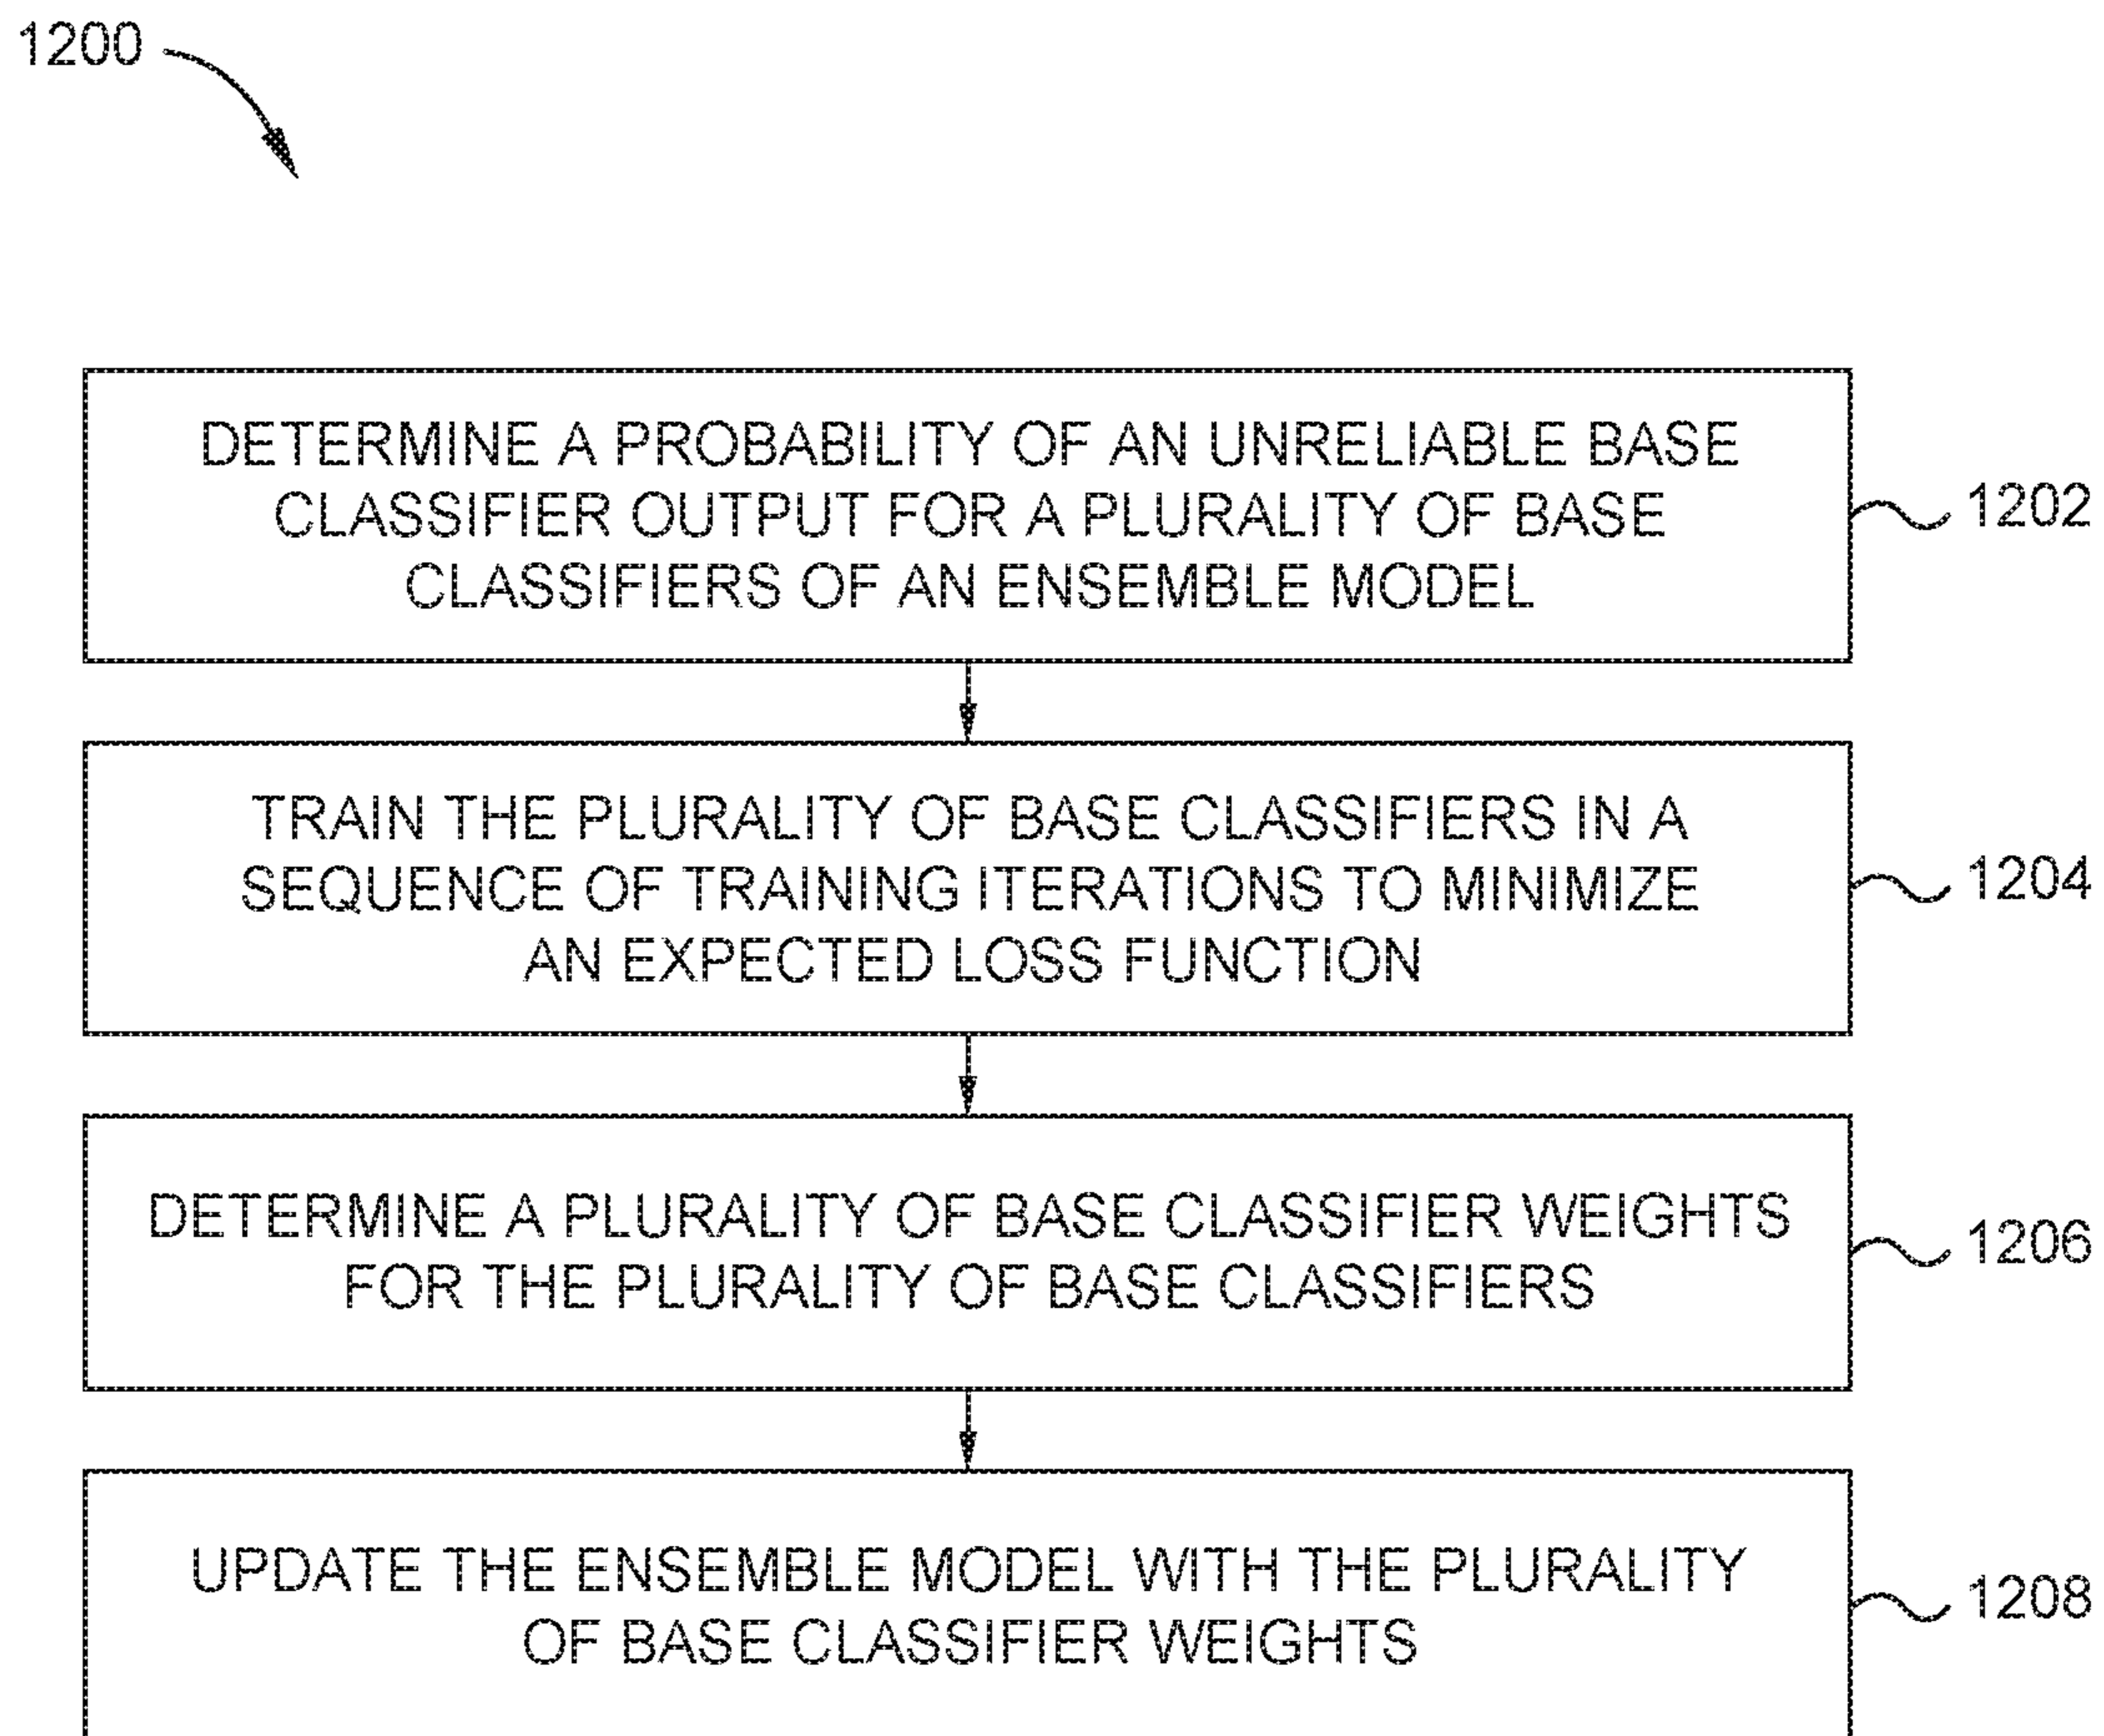 1200
DETERMINE A PROBABILITY OF AN UNRELIABLE BASE
CLASSIFIER OUTPUT FOR A PLURALITY OF BASE
CLASSIFIERS OF AN ENSEMBLE MODEL
1202
TRAIN THE PLURALITY OF BASE CLASSIFIERS IN A
SEQUENCE OF TRAINING ITERATIONS TO MINIMIZE
AN EXPECTED LOSS FUNCTION
1204
DETERMINE A PLURALITY OF BASE CLASSIFIER WEIGHTS
FOR THE PLURALITY OF BASE CLASSIFIERS
1206
UPDATE THE ENSEMBLE MODEL WITH THE PLURALITY
OF BASE CLASSIFIER WEIGHTS
1208